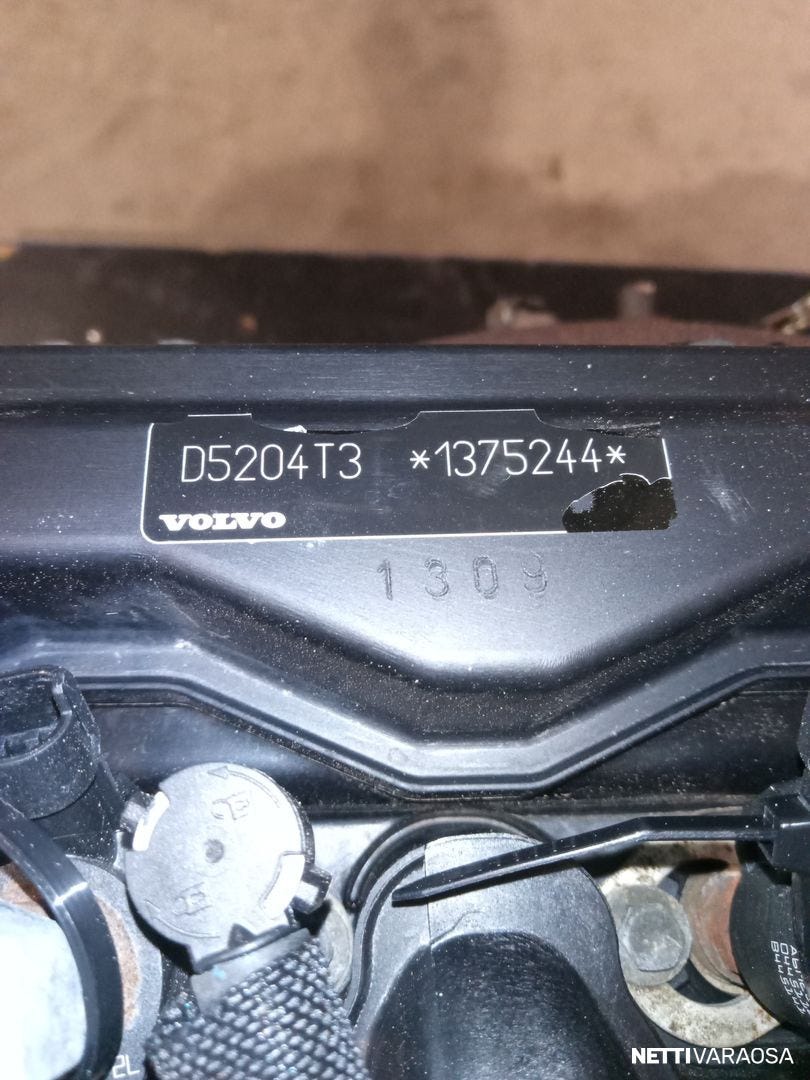 D5204T3 *1375244*
VOLVO
1309
NETTIVARAOSA